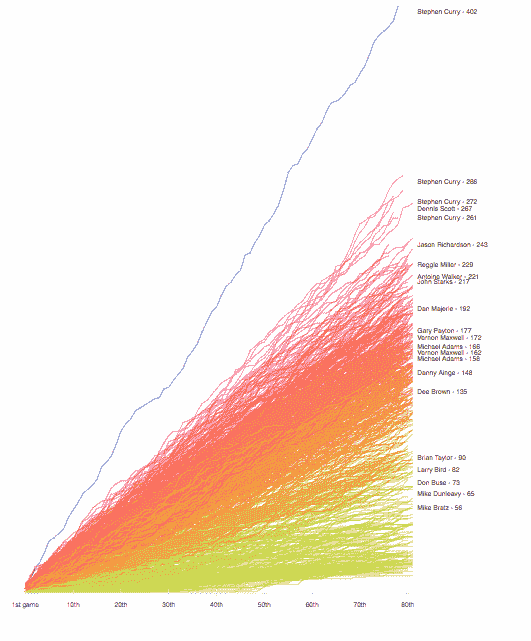 Stephen Curry - 402
Stephen Curry - 286
Stephen Curry - 272
Dennis Scott - 267
Stephen Curry - 261
Jason Richardson - 243
Reggie Miller - 229
Antoine Walker - 221
John Starks - 217
Dan Majerle - 192
Gary Payton - 177
Vernon Maxwell - 172
Michael Adams - 166
Vernon Maxwell - 162
Michael Adams - 158
Danny Ainge - 148
Dee Brown - 135
Brian Taylor - 90
Larry Bird - 82
Don Buse - 73
Mike Dunleavy - 65
Mike Bratz - 56
1st game 10th 20th 30th 40th 50th 60th 70th 80th